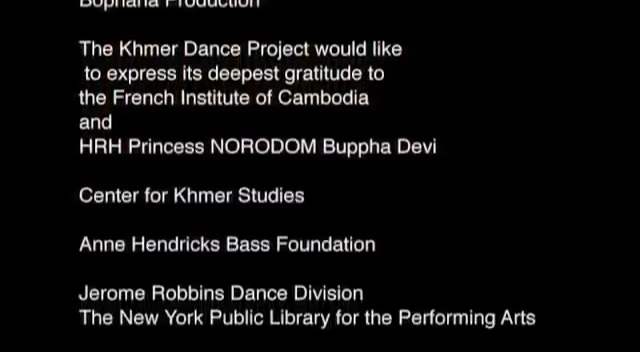 Bophana Production
The Khmer Dance Project would like
to express its deepest gratitude to
the French Institute of Cambodia
and
HRH Princess NORODOM Buppha Devi
Center for Khmer Studies
Anne Hendricks Bass Foundation
Jerome Robbins Dance Division
The New York Public Library for the Performing Arts